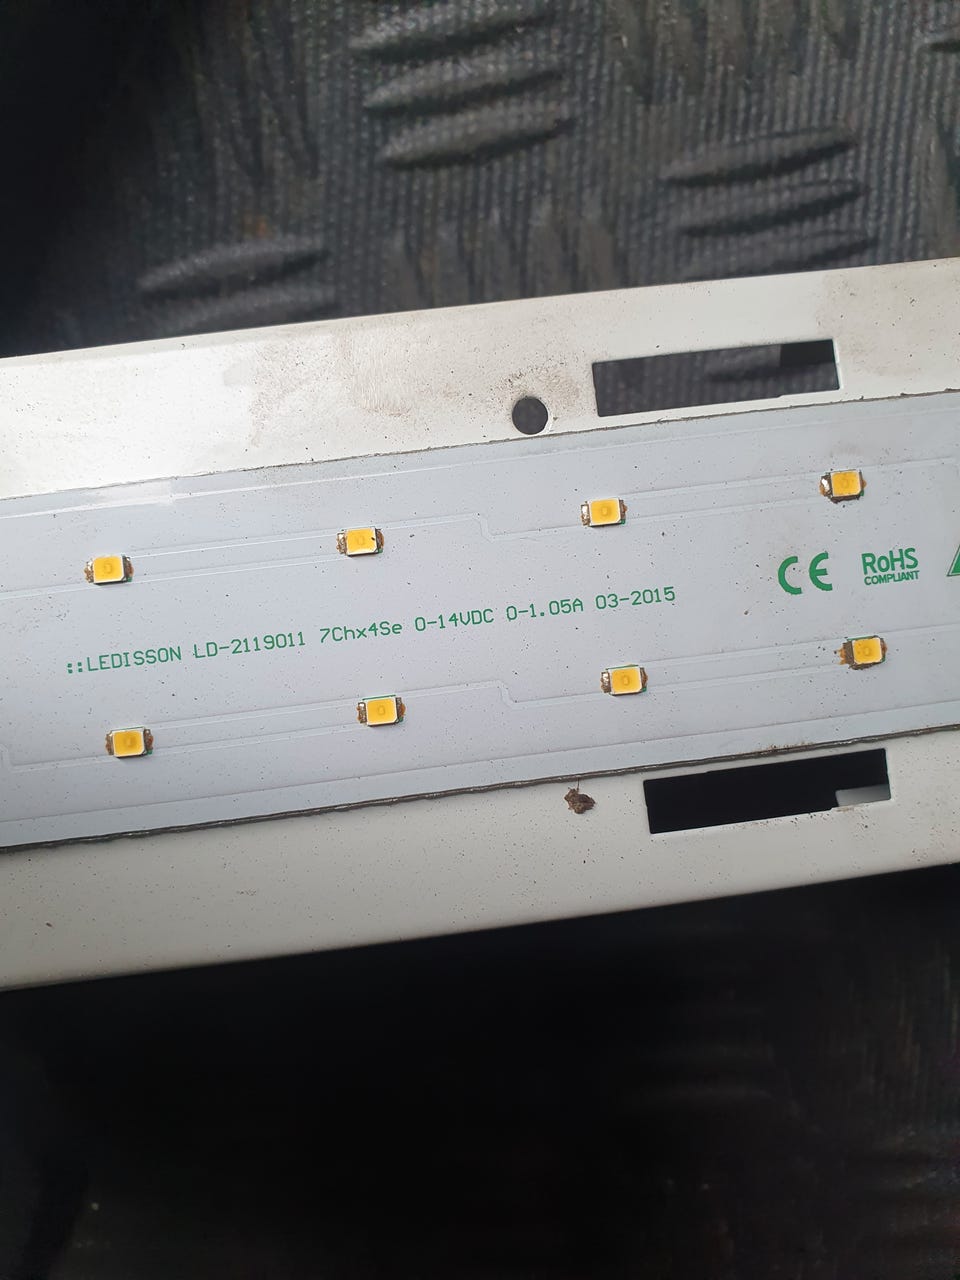 ::LEDISSON LD-2119011 7Chx4Se 0-14VDC 0-1.05A 03-2015
CE
RoHS
COMPLIANT